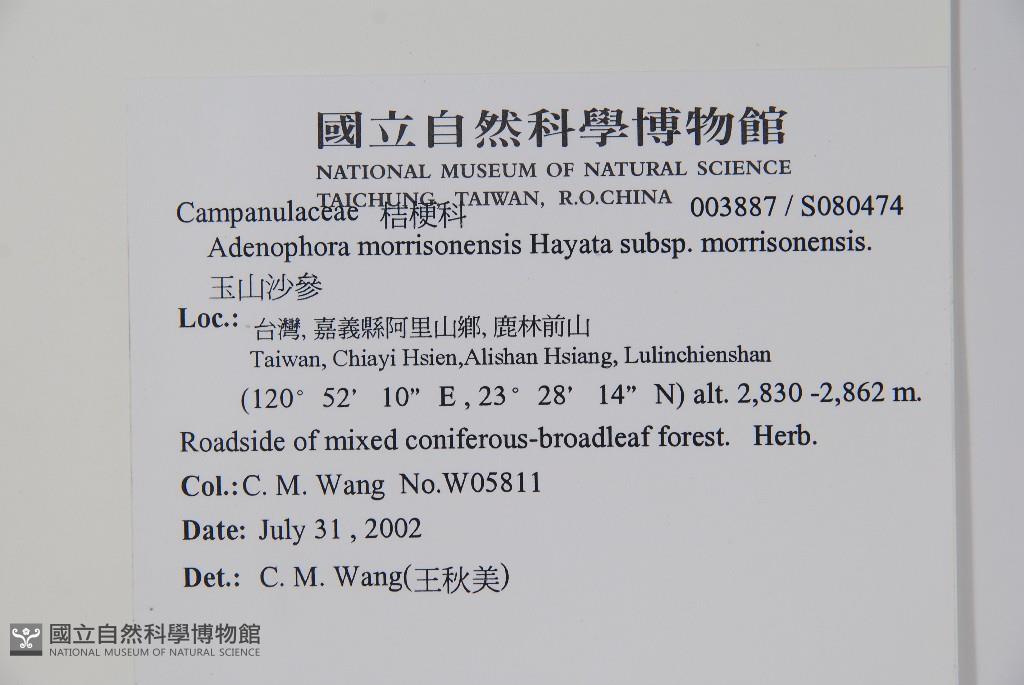 國立自然科學博物館
NATIONAL MUSEUM OF NATURAL SCIENCE
TAICHUNG, TAIWAN, R.O.CHINA
Campanulaceae 桔梗科 003887 / S080474
Adenophora morrisonensis Hayata subsp. morrisonensis.
玉山沙參
Loc.: 台灣, 嘉義縣阿里山鄉, 鹿林前山
Taiwan, Chiayi Hsien,Alishan Hsiang, Lulinchienshan
(120° 52’ 10” E , 23° 28’ 14” N) alt. 2,830 -2,862 m.
Roadside of mixed coniferous-broadleaf forest. Herb.
Col.: C. M. Wang No.W05811
Date: July 31 , 2002
Det.: C. M. Wang(王秋美)
國立自然科學博物館
NATIONAL MUSEUM OF NATURAL SCIENCE